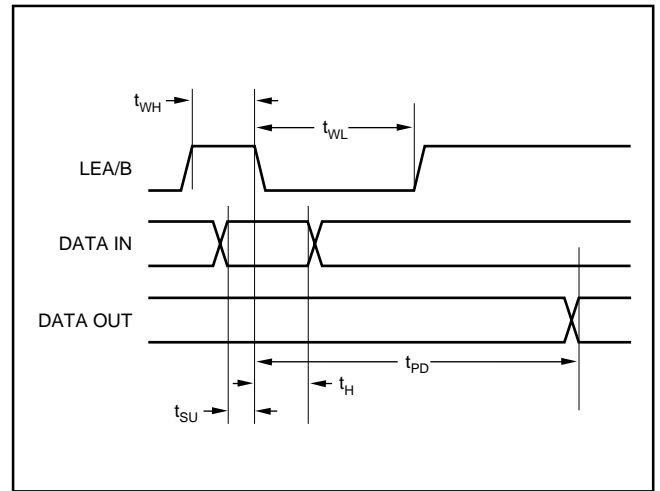 tWH
tWL
LEA/B
DATA IN
DATA OUT
tPD
tH
tSU